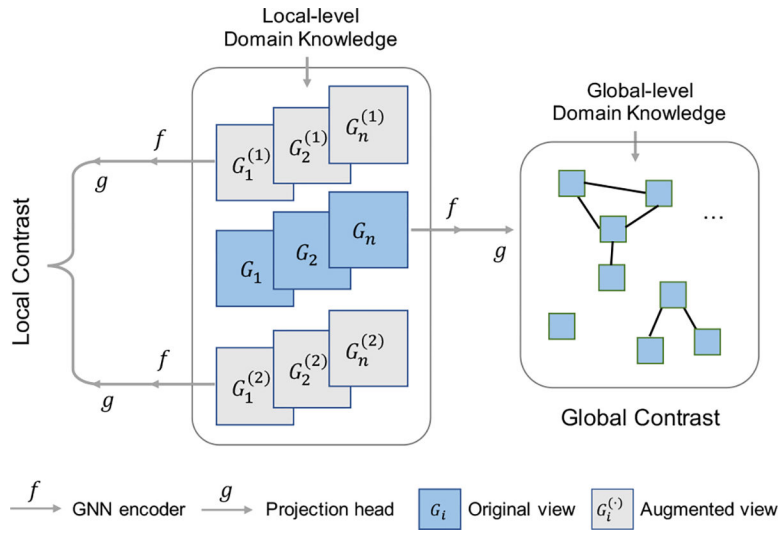 Local-level
Domain Knowledge
Global-level
Domain Knowledge
Local Contrast
f
g
G_1^{(1)}
G_2^{(1)}
G_n^{(1)}
G_1
G_2
G_n
f
g
...
f
g
G_1^{(2)}
G_2^{(2)}
G_n^{(2)}
Global Contrast
f GNN encoder g Projection head G_i Original view G_i^{(·)} Augmented view